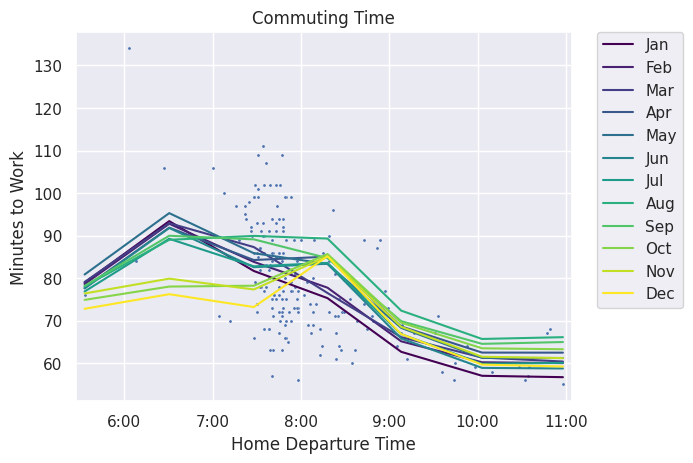 Commuting Time
Minutes to Work
130
120
110
100
90
80
70
60
6:00 7:00 8:00 9:00 10:00 11:00
Home Departure Time
Jan
Feb
Mar
Apr
May
Jun
Jul
Aug
Sep
Oct
Nov
Dec